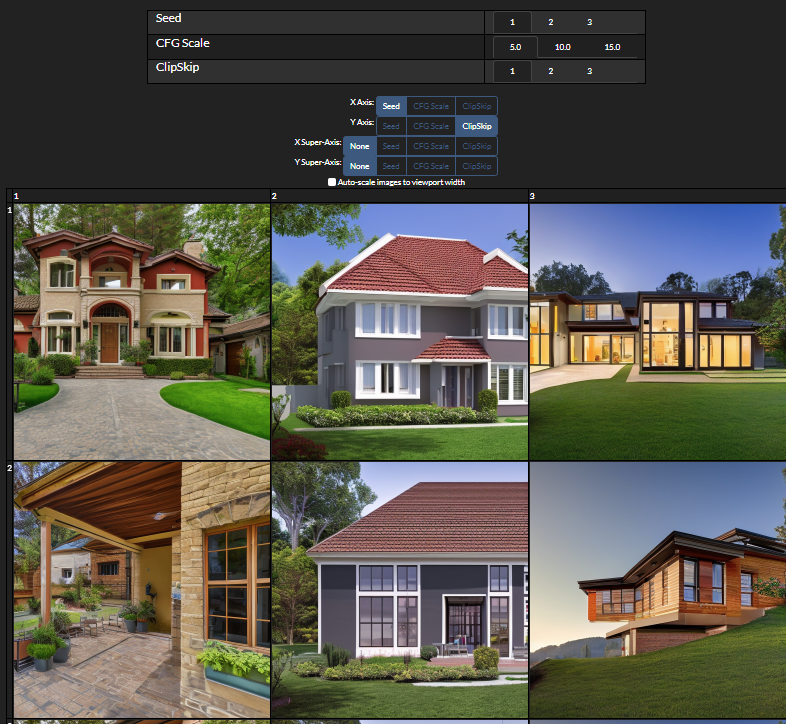 Seed 1 2 3
CFG Scale 5.0 10.0 15.0
ClipSkip 1 2 3
X Axis: Seed CFG Scale ClipSkip
Y Axis: Seed CFG Scale ClipSkip
X Super-Axis: None Seed CFG Scale ClipSkip
Y Super-Axis: None Seed CFG Scale ClipSkip
Auto-scale images to viewport width
1 2 3
1
2